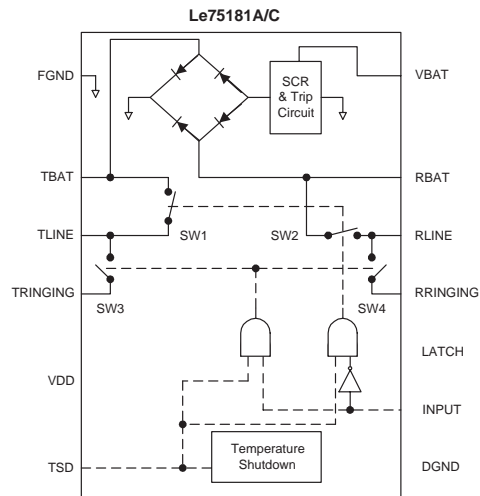 Le75181A/C
FGND
VBAT
SCR
& Trip
Circuit
TBAT
RBAT
TLINE
SW1
SW2
RLINE
TRINGING
SW3
SW4
RRINGING
LATCH
VDD
INPUT
TSD
Temperature
Shutdown
DGND